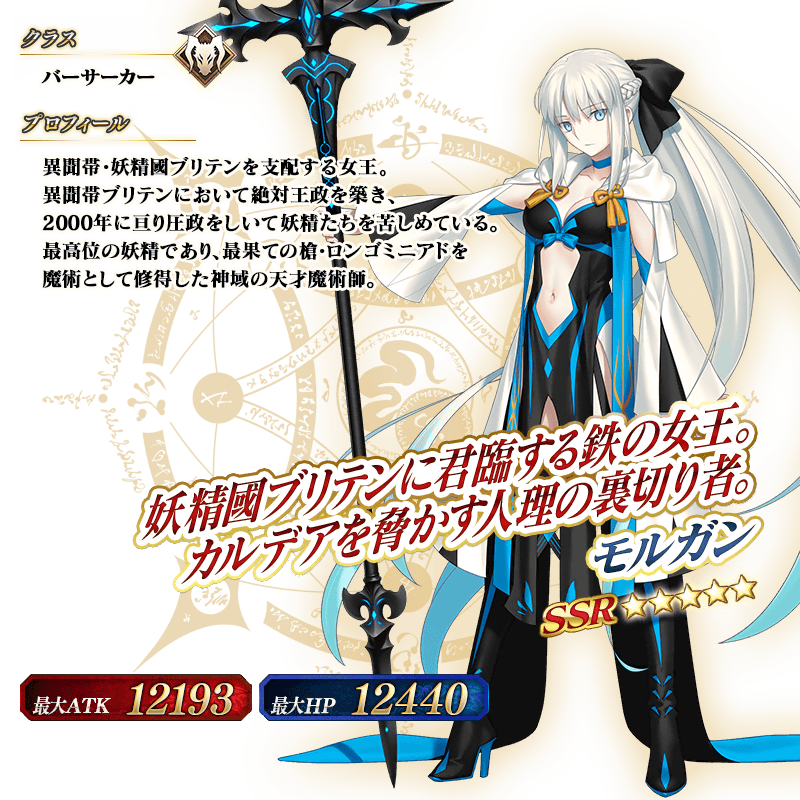 クラス
バーサーカー
プロフィール
異聞帯・妖精國ブリテンを支配する女王。
異聞帯ブリテンにおいて絶対王政を築き、
2000年に亘り圧政をしいて妖精たちを苦しめている。
最高位の妖精であり、最果ての槍・ロンゴミニアドを
魔術として修得した神域の天才魔術師。
妖精國ブリテンに君臨する鉄の女王。
カルデアを脅かす人理の裏切り者。
モルガン
SSR ★★★★★
最大ATK 12193
最大HP 12440